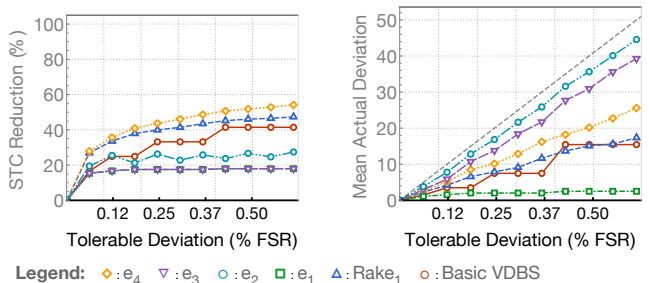 STC Reduction (%)
100
80
60
40
20
0
0.12 0.25 0.37 0.50
Tolerable Deviation (% FSR)
Mean Actual Deviation
50
40
30
20
10
0
0.12 0.25 0.37 0.50
Tolerable Deviation (% FSR)
Legend: : e₄ : e₃ : e₂ : e₁ : Rake₁ : Basic VDBS